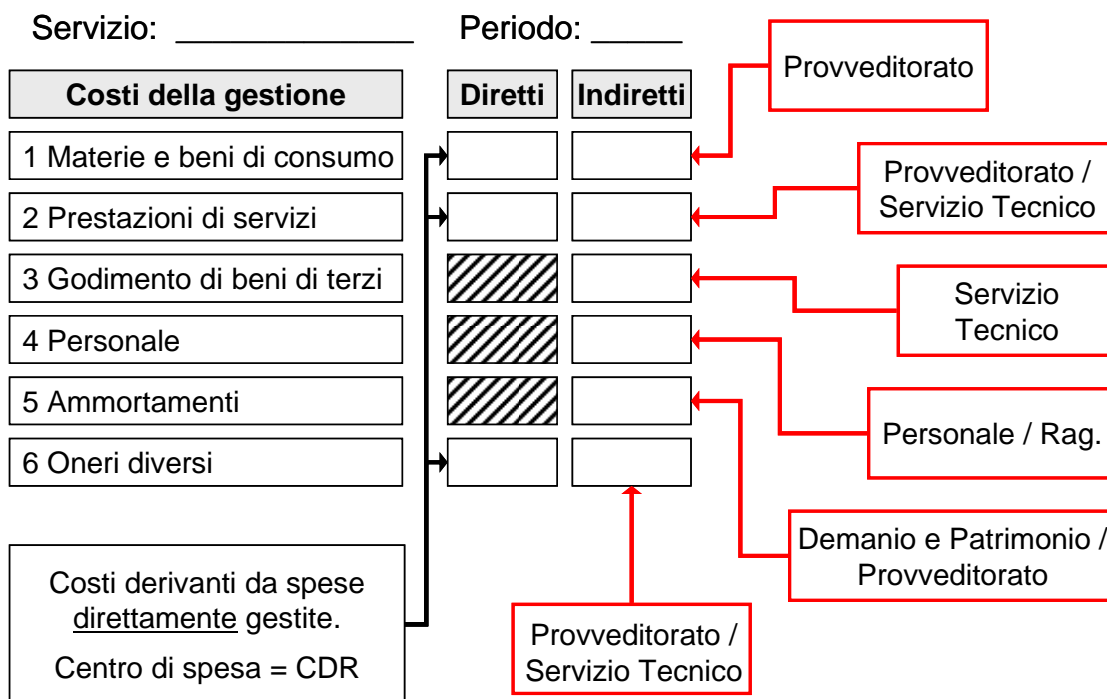 Servizio: ______________ Periodo: _____
Provveditorato
Costi della gestione Diretti Indiretti
1 Materie e beni di consumo
Provveditorato /
Servizio Tecnico
2 Prestazioni di servizi
3 Godimento di beni di terzi
Servizio
Tecnico
4 Personale
5 Ammortamenti
Personale / Rag.
6 Oneri diversi
Demanio e Patrimonio /
Provveditorato
Costi derivanti da spese
direttamente gestite.
Centro di spesa = CDR
Provveditorato /
Servizio Tecnico